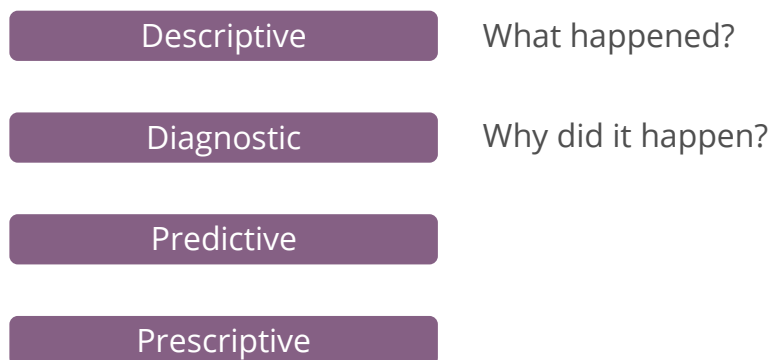 Descriptive What happened?
Diagnostic Why did it happen?
Predictive
Prescriptive